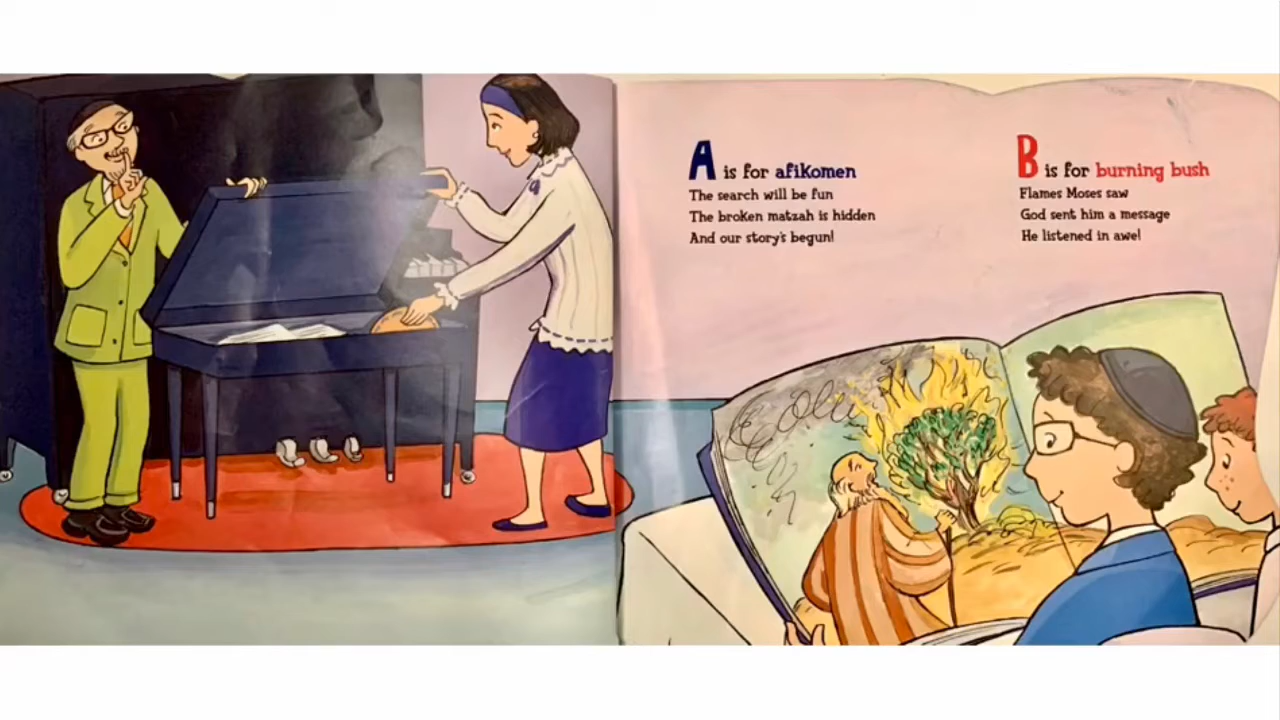 A is for afikomen
The search will be fun
The broken matzah is hidden
And our story's begun!
B is for burning bush
Flames Moses saw
God sent him a message
He listened in awe!